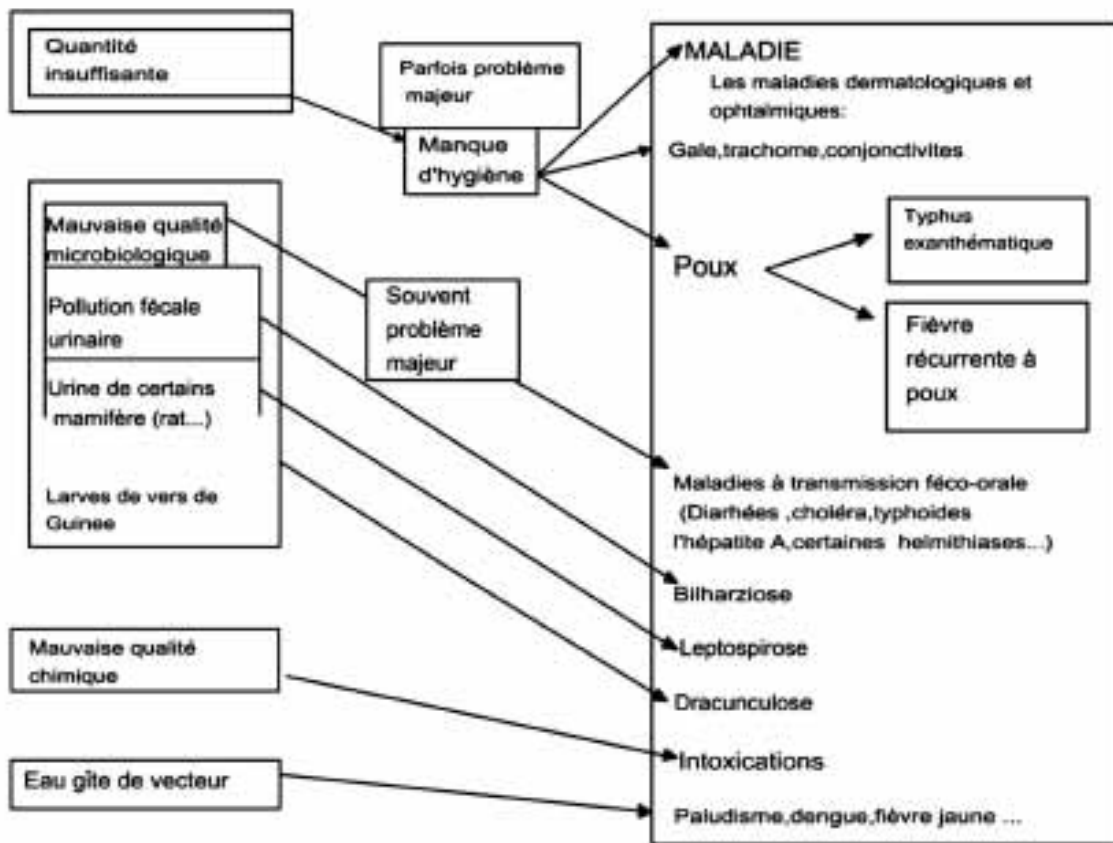 Quantité
insuffisante
Parfois problème
majeur
Manque
d'hygiène
MALADIE
Les maladies dermatologiques et
ophtalmiques:
Gale,trachome,conjonctivites
Poux
Typhus
exanthématique
Fiévre
récurrente à
poux
Mauvaise qualité
microbiologique
Pollution fécale
urinaire
Urine de certains
mamifère (rat...)
Larves de vers de
Guinee
Souvent
problème
majeur
Maladies à transmission féco-orale
(Diarhées ,choléra,typhoides
l'hépatite A,certaines helmithiases...)
Bilharziose
Leptospirose
Dracunculose
Mauvaise qualité
chimique
Intoxications
Eau gîte de vecteur
Paludisme,dengue,fièvre jaune ...